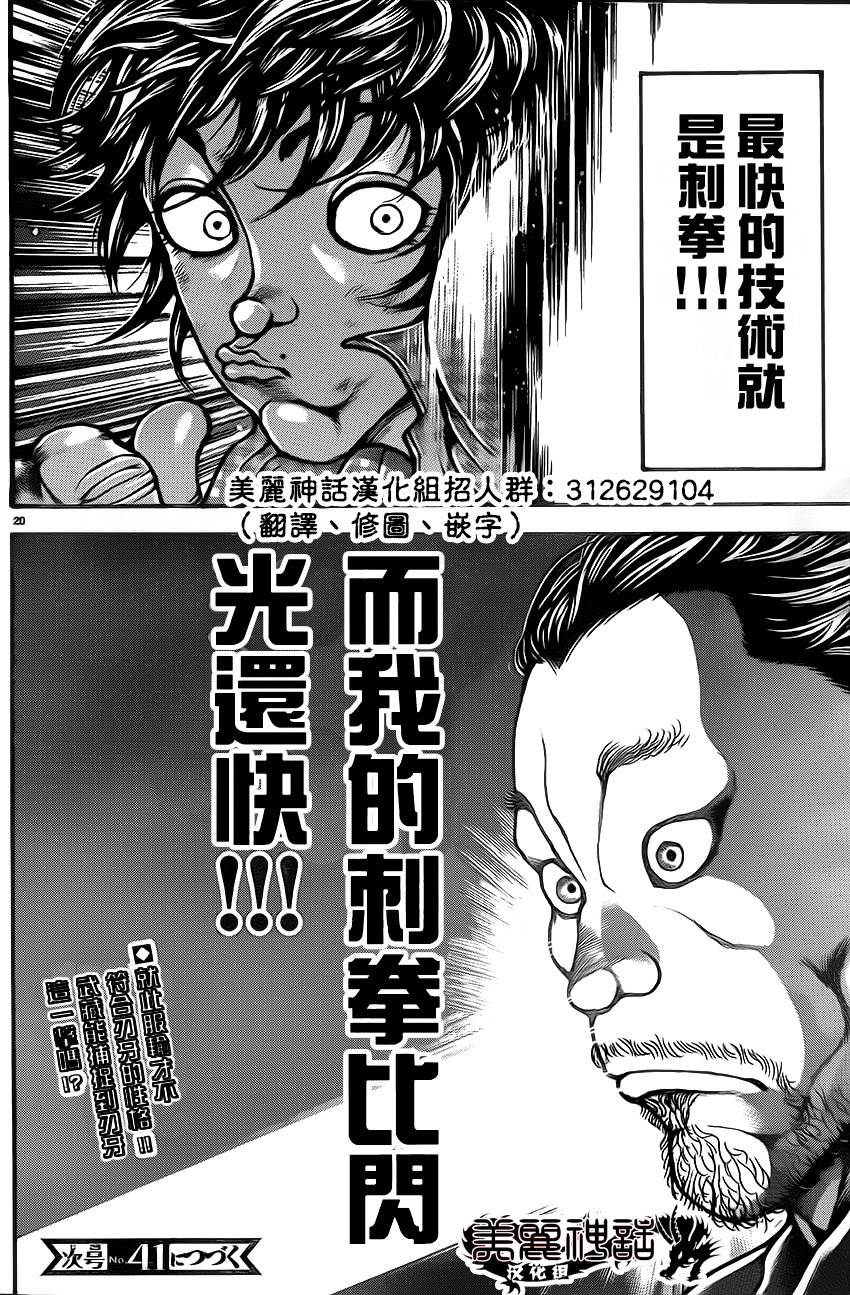 最快的技術就
是刺拳!!!
美麗神話漢化組招人群：312629104
（翻譯、修圖、嵌字）
20
而我的刺拳比閃
光還快!!!
◆就此服輸才不
符合刃牙的性格!!
武藏能捕捉到刃牙
這一擊嗎!?
次号No.41につづく
美麗神話
汉化组